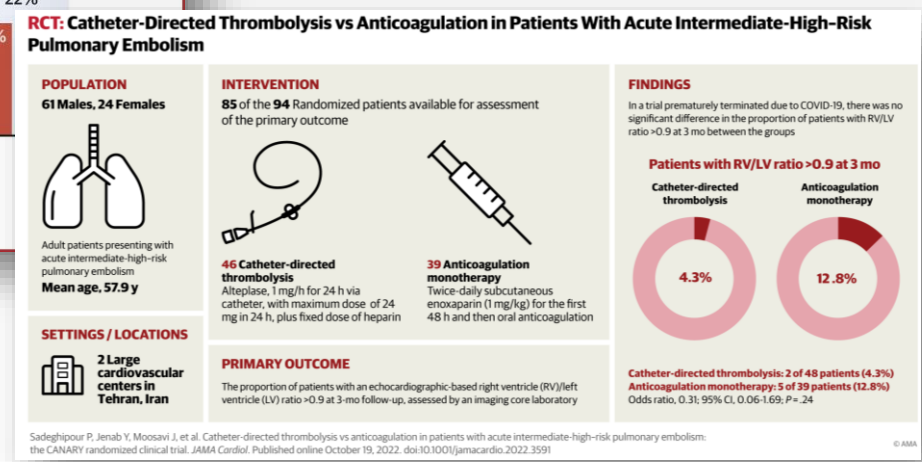 22%
%
RCT: Catheter-Directed Thrombolysis vs Anticoagulation in Patients With Acute Intermediate-High–Risk
Pulmonary Embolism
POPULATION
61 Males, 24 Females
Adult patients presenting with
acute intermediate-high–risk
pulmonary embolism
Mean age, 57.9 y
SETTINGS / LOCATIONS
2 Large
cardiovascular
centers in
Tehran, Iran
INTERVENTION
85 of the 94 Randomized patients available for assessment
of the primary outcome
46 Catheter-directed
thrombolysis
Alteplase, 1 mg/h for 24 h via
catheter, with maximum dose of 24
mg in 24 h, plus fixed dose of heparin
39 Anticoagulation
monotherapy
Twice-daily subcutaneous
enoxaparin (1 mg/kg) for the first
48 h and then oral anticoagulation
PRIMARY OUTCOME
The proportion of patients with an echocardiographic-based right ventricle (RV)/left
ventricle (LV) ratio >0.9 at 3-mo follow-up, assessed by an imaging core laboratory
FINDINGS
In a trial prematurely terminated due to COVID-19, there was no
significant difference in the proportion of patients with RV/LV
ratio >0.9 at 3 mo between the groups
Patients with RV/LV ratio >0.9 at 3 mo
Catheter-directed
thrombolysis
4.3%
Anticoagulation
monotherapy
12.8%
Catheter-directed thrombolysis: 2 of 48 patients (4.3%)
Anticoagulation monotherapy: 5 of 39 patients (12.8%)
Odds ratio, 0.31; 95% CI, 0.06-1.69; P = .24
Sadeghipour P, Jenab Y, Moosavi J, et al. Catheter-directed thrombolysis vs anticoagulation in patients with acute intermediate-high–risk pulmonary embolism:
the CANARY randomized clinical trial. JAMA Cardiol. Published online October 19, 2022. doi:10.1001/jamacardio.2022.3591
© AMA